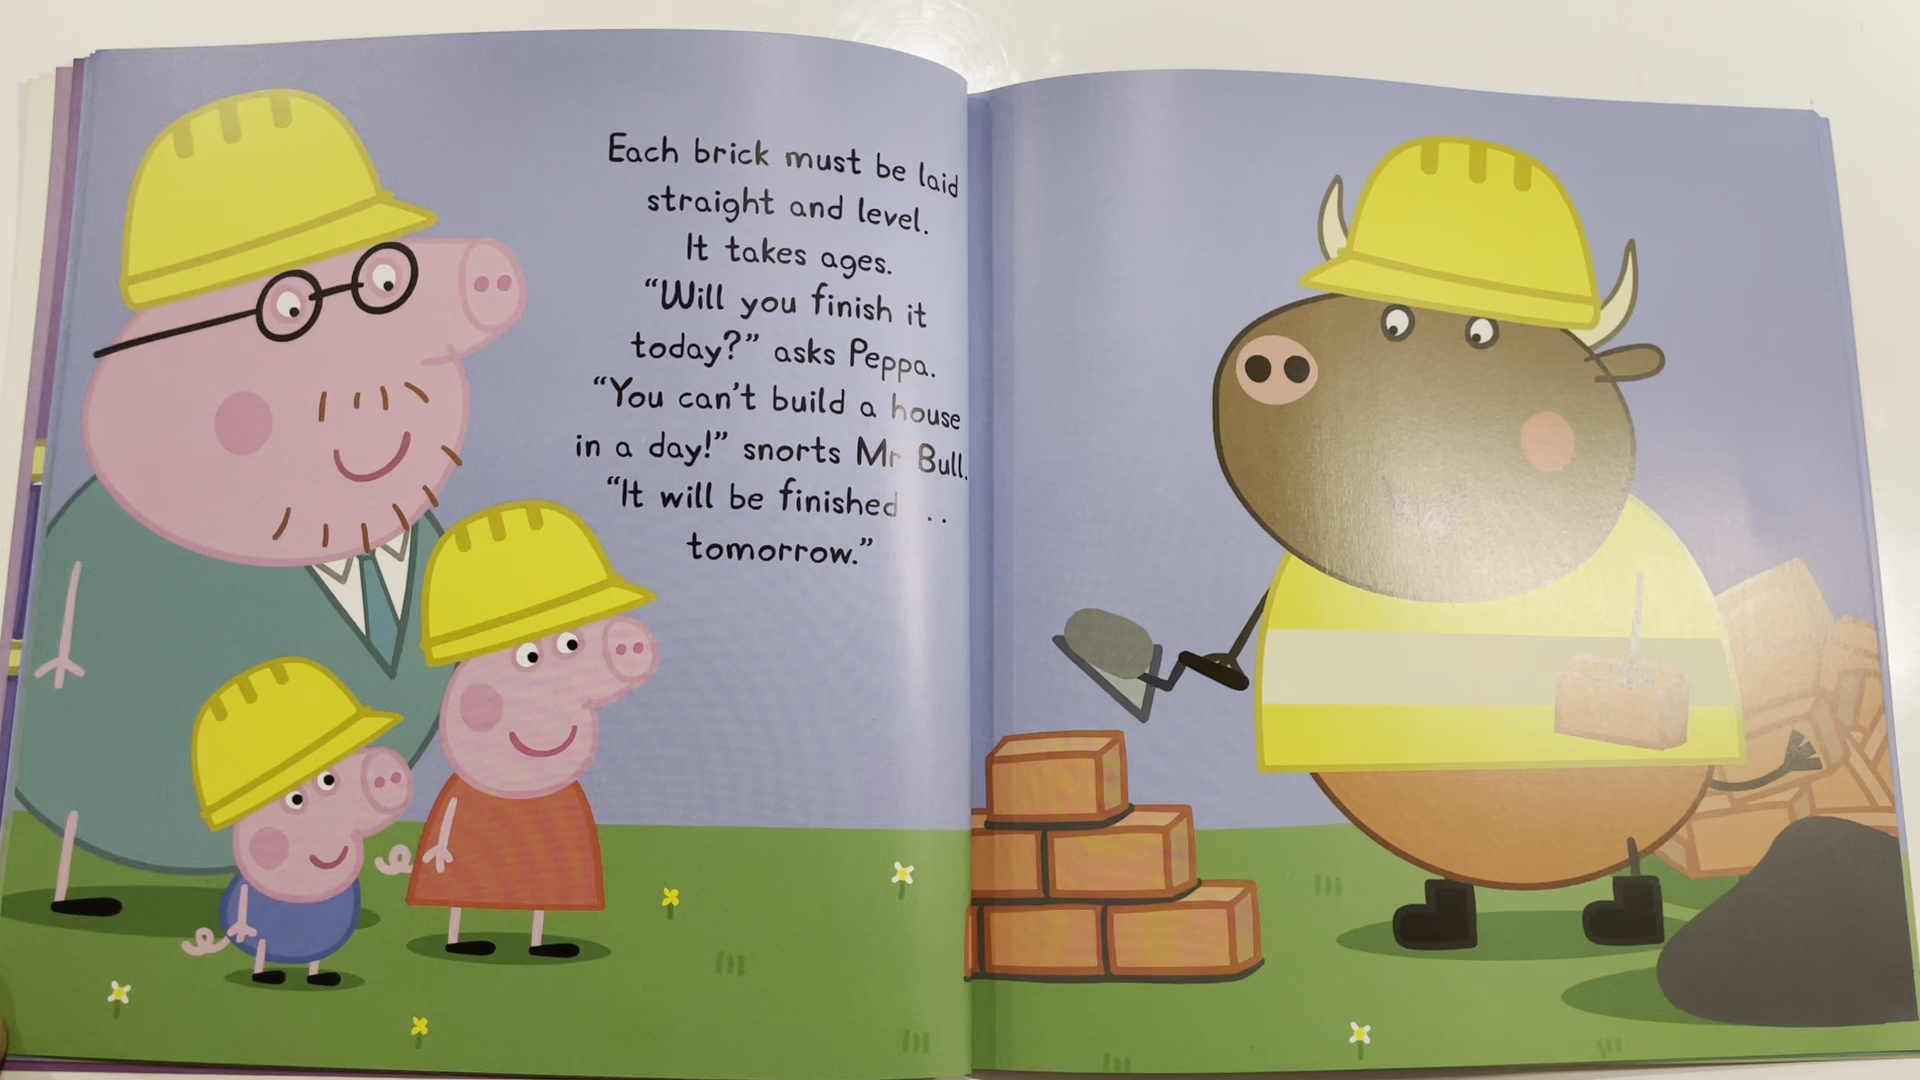 Each brick must be laid
straight and level.
It takes ages.
“Will you finish it
today?” asks Peppa.
“You can’t build a house
in a day!” snorts Mr Bull.
“It will be finished . .
tomorrow.”